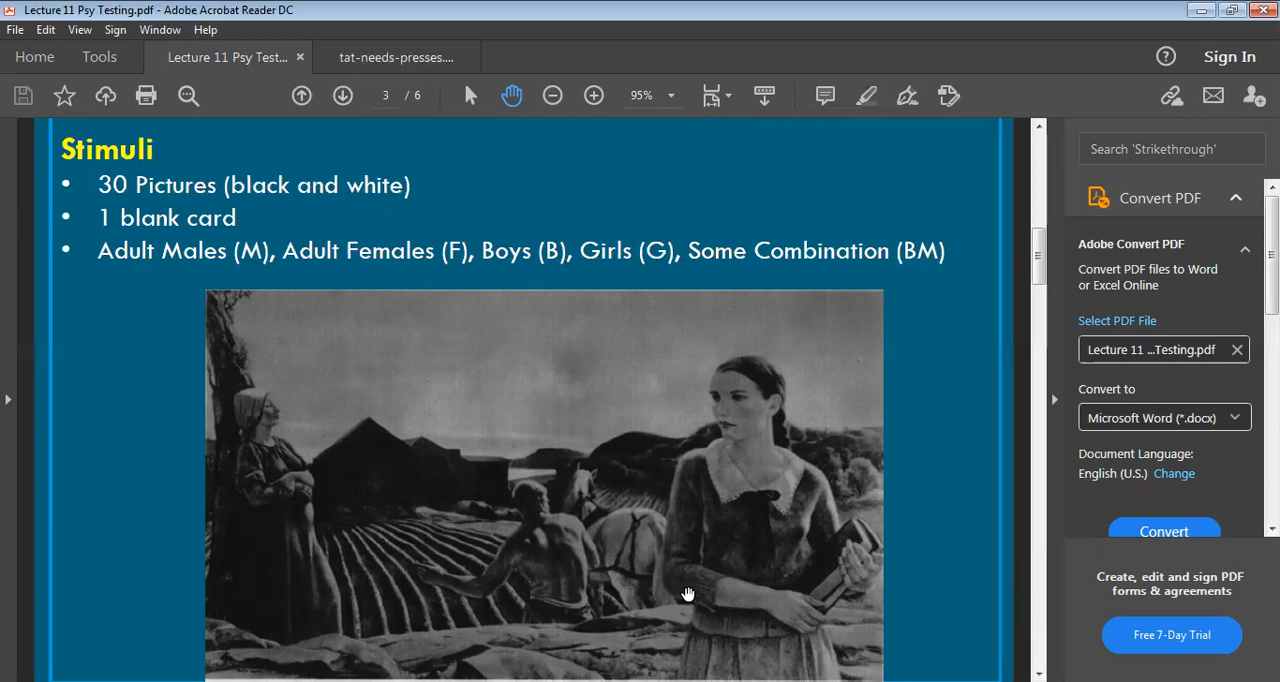 Lecture 11 Psy Testing.pdf - Adobe Acrobat Reader DC
File Edit View Sign Window Help
Home Tools Lecture 11 Psy Test... × tat-needs-presses.... ? Sign In
3 / 6 95%
Stimuli
• 30 Pictures (black and white)
• 1 blank card
• Adult Males (M), Adult Females (F), Boys (B), Girls (G), Some Combination (BM)
Search 'Strikethrough'
Convert PDF
Adobe Convert PDF
Convert PDF files to Word
or Excel Online
Select PDF File
Lecture 11 ...Testing.pdf
Convert to
Microsoft Word (*.docx)
Document Language:
English (U.S.) Change
Convert
Create, edit and sign PDF
forms & agreements
Free 7-Day Trial